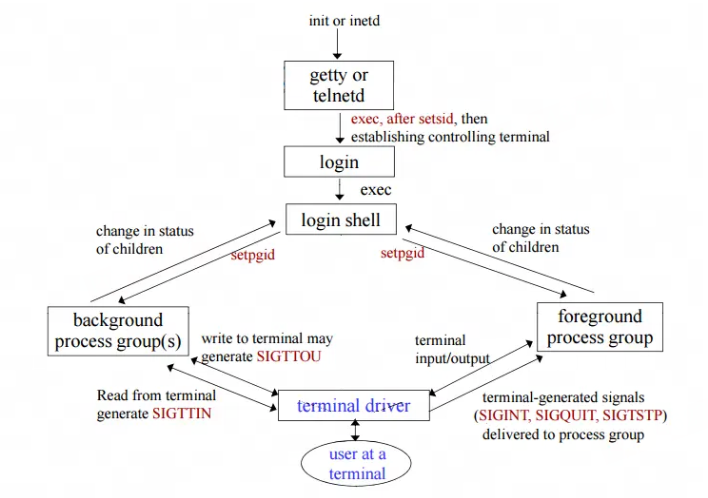 init or inetd
getty or
telnetd
exec, after setsid, then
establishing controlling terminal
login
exec
login shell
change in status
of children
setpgid
setpgid
change in status
of children
background
process group(s)
foreground
process group
write to terminal may
generate SIGTTOU
terminal
input/output
Read from terminal
generate SIGTTIN
terminal driver
terminal-generated signals
(SIGINT, SIGQUIT, SIGTSTP)
delivered to process group
user at a
terminal